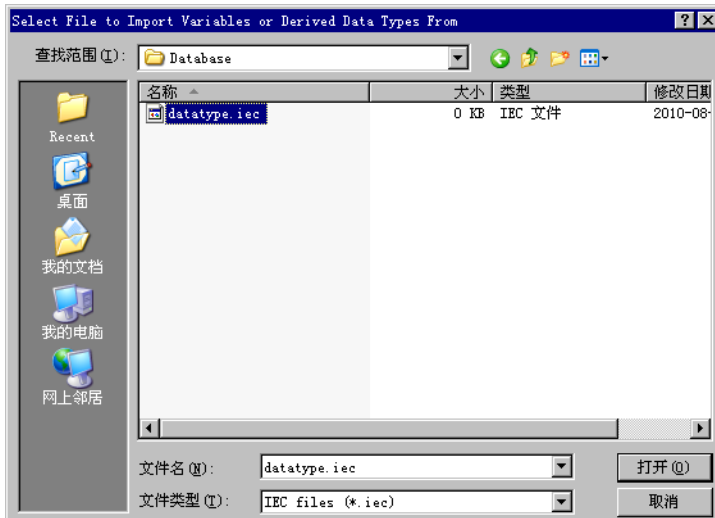 Select File to Import Variables or Derived Data Types From
查找范围(I): Database
名称 大小 类型 修改日期
datatype.iec 0 KB IEC 文件 2010-08-
Recent
桌面
我的文档
我的电脑
网上邻居
文件名(N): datatype.iec 打开(O)
文件类型(T): IEC files (*.iec) 取消